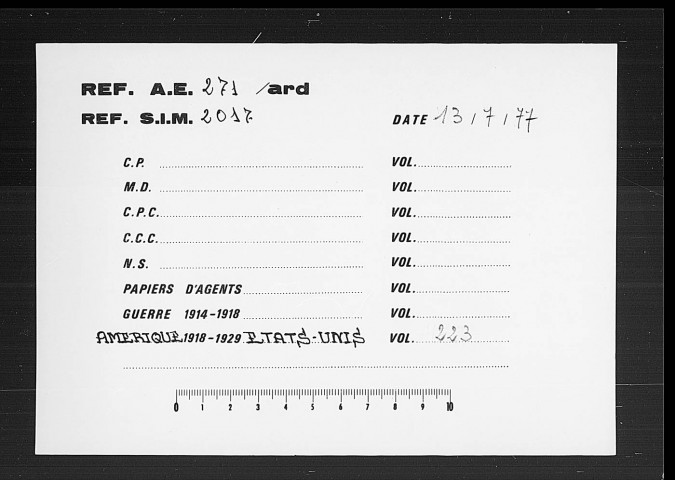 REF. A.E. 271 /ard
REF. S.I.M. 2017 DATE 13/7/77
C.P. VOL.
M.D. VOL.
C.P.C. VOL.
C.C.C. VOL.
N.S. VOL.
PAPIERS D'AGENTS VOL.
GUERRE 1914-1918 VOL.
AMERIQUE 1918-1929 ETATS-UNIS VOL. 223
0 1 2 3 4 5 6 7 8 9 10